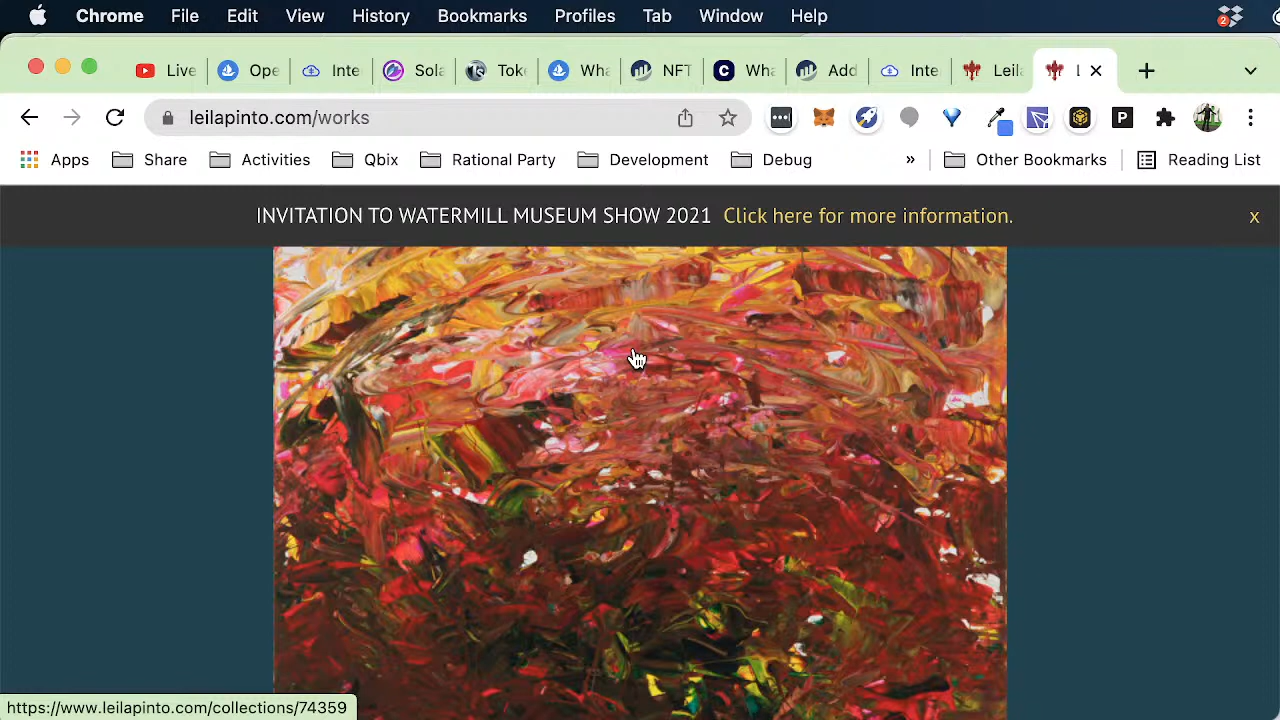 Chrome File Edit View History Bookmarks Profiles Tab Window Help 2
Live Ope Inte Sola Toke Wha NFT Wha Add Inte Leila L
leilapinto.com/works P
Apps Share Activities Qbix Rational Party Development Debug » Other Bookmarks Reading List
INVITATION TO WATERMILL MUSEUM SHOW 2021 Click here for more information. x
https://www.leilapinto.com/collections/74359